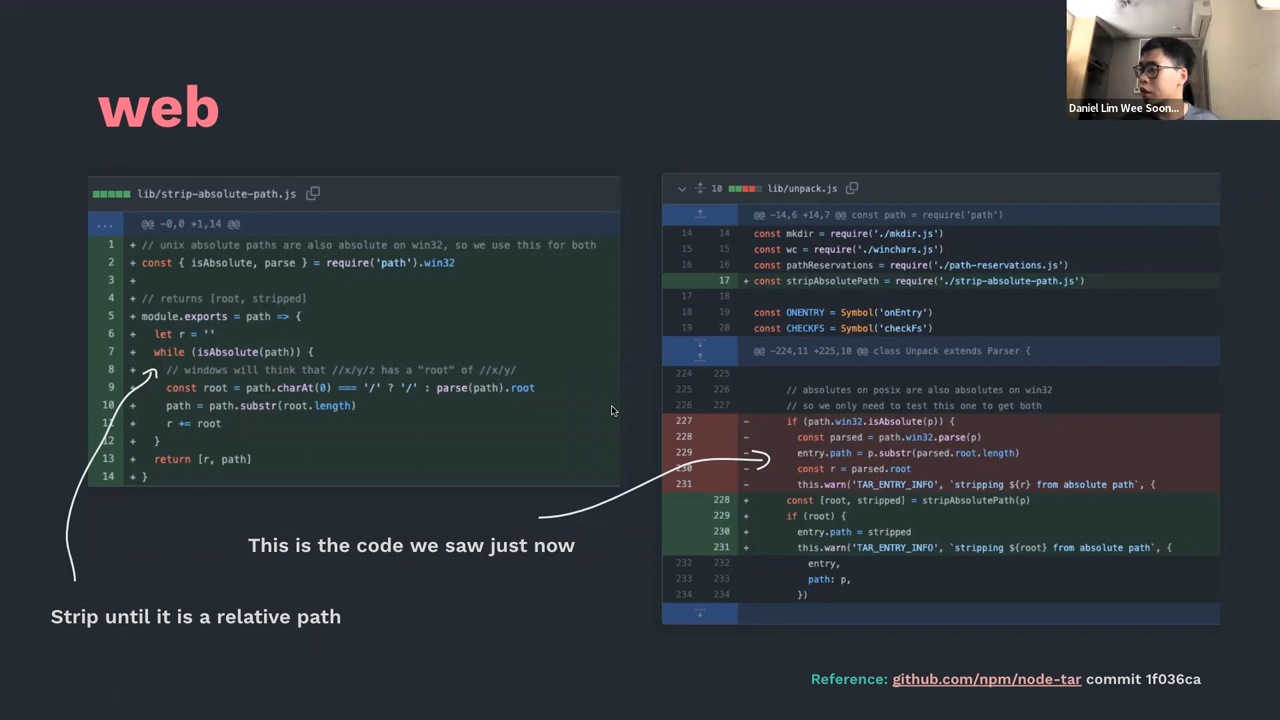 Daniel Lim Wee Soon...
web
lib/strip-absolute-path.js
... @@ -0,0 +1,14 @@
1 + // unix absolute paths are also absolute on win32, so we use this for both
2 + const { isAbsolute, parse } = require('path').win32
3 +
4 + // returns [root, stripped]
5 + module.exports = path => {
6 + let r = ''
7 + while (isAbsolute(path)) {
8 + // windows will think that //x/y/z has a "root" of //x/y/
9 + const root = path.charAt(0) === '/' ? '/' : parse(path).root
10 + path = path.substr(root.length)
11 + r += root
12 + }
13 + return [r, path]
14 + }
10 lib/unpack.js
@@ -14,6 +14,7 @@ const path = require('path')
14 14 const mkdir = require('./mkdir.js')
15 15 const wc = require('./winchars.js')
16 16 const pathReservations = require('./path-reservations.js')
17 + const stripAbsolutePath = require('./strip-absolute-path.js')
17 18
18 19 const ONENTRY = Symbol('onEntry')
19 20 const CHECKFS = Symbol('checkFs')
@@ -224,11 +225,10 @@ class Unpack extends Parser {
224 225
225 226 // absolutes on posix are also absolutes on win32
226 227 // so we only need to test this one to get both
227 - if (path.win32.isAbsolute(p)) {
228 - const parsed = path.win32.parse(p)
229 - entry.path = p.substr(parsed.root.length)
230 - const r = parsed.root
231 - this.warn('TAR_ENTRY_INFO', `stripping ${r} from absolute path`, {
228 + const [root, stripped] = stripAbsolutePath(p)
229 + if (root) {
230 + entry.path = stripped
231 + this.warn('TAR_ENTRY_INFO', `stripping ${root} from absolute path`, {
232 232 entry,
233 233 path: p,
234 234 })
This is the code we saw just now
Strip until it is a relative path
Reference: github.com/npm/node-tar commit 1f036ca